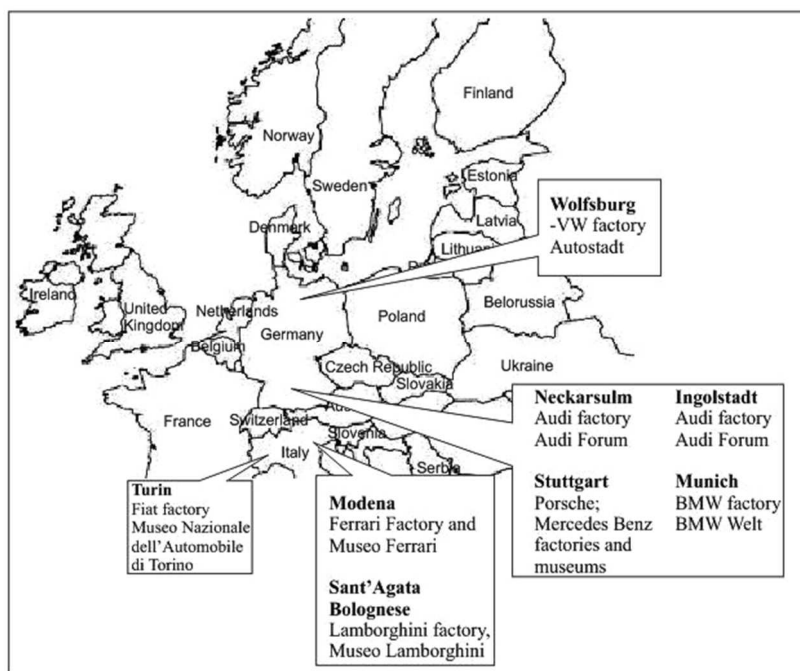 Finland
Norway
Sweden
Estonia
Latvia
Denmark
Wolfsburg
-VW factory
Autostadt
Ireland
United
Kingdom
Netherlands
Belgium
Germany
Poland
Belorussia
Czech Republic
Slovakia
Ukraine
France
Switzerland
Slovenia
Italy
Neckarsulm
Audi factory
Audi Forum
Ingolstadt
Audi factory
Audi Forum
Stuttgart
Porsche;
Mercedes Benz
factories and
museums
Munich
BMW factory
BMW Welt
Turin
Fiat factory
Museo Nazionale
dell'Automobile
di Torino
Modena
Ferrari Factory and
Museo Ferrari
Sant'Agata
Bolognese
Lamborghini factory,
Museo Lamborghini